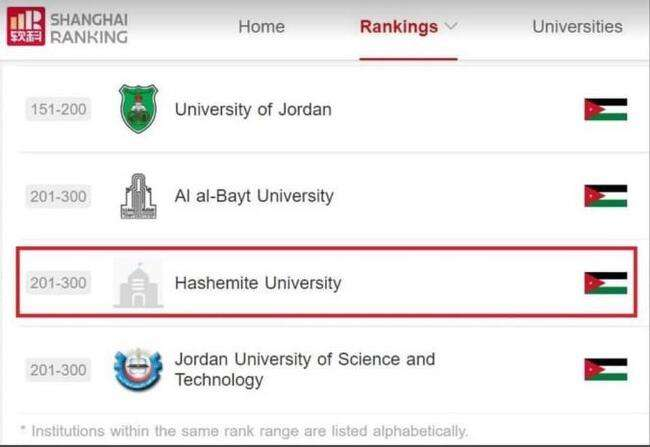 软科
SHANGHAI
RANKING
Home
Rankings
Universities
151-200
University of Jordan
201-300
Al al-Bayt University
201-300
Hashemite University
201-300
Jordan University of Science and
Technology
* Institutions within the same rank range are listed alphabetically.